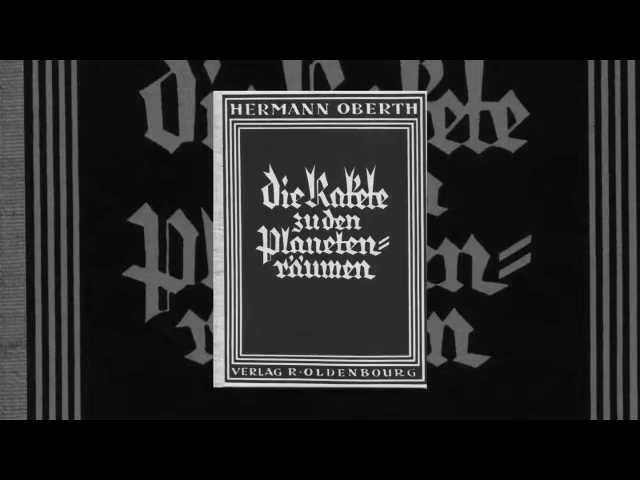 HERMANN OBERTH
die Rakete
zu den
Planeten=
räumen
VERLAG R·OLDENBOURG